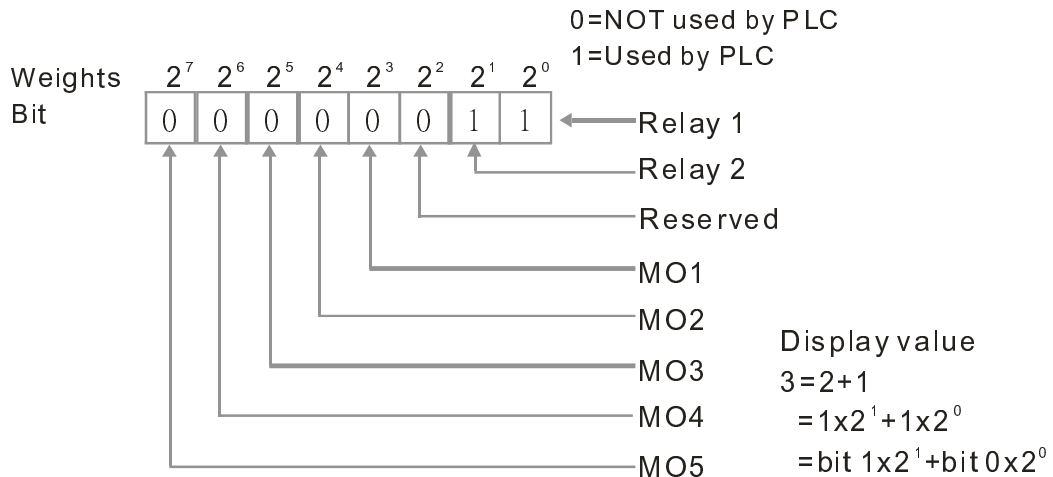 0=NOT used by PLC
1=Used by PLC
Weights 2⁷ 2⁶ 2⁵ 2⁴ 2³ 2² 2¹ 2⁰
Bit 0 0 0 0 0 0 1 1
Relay 1
Relay 2
Reserved
MO1
MO2
MO3
MO4
MO5
Display value
3=2+1
=1x2¹+1x2⁰
=bit 1x2¹+bit 0x2⁰